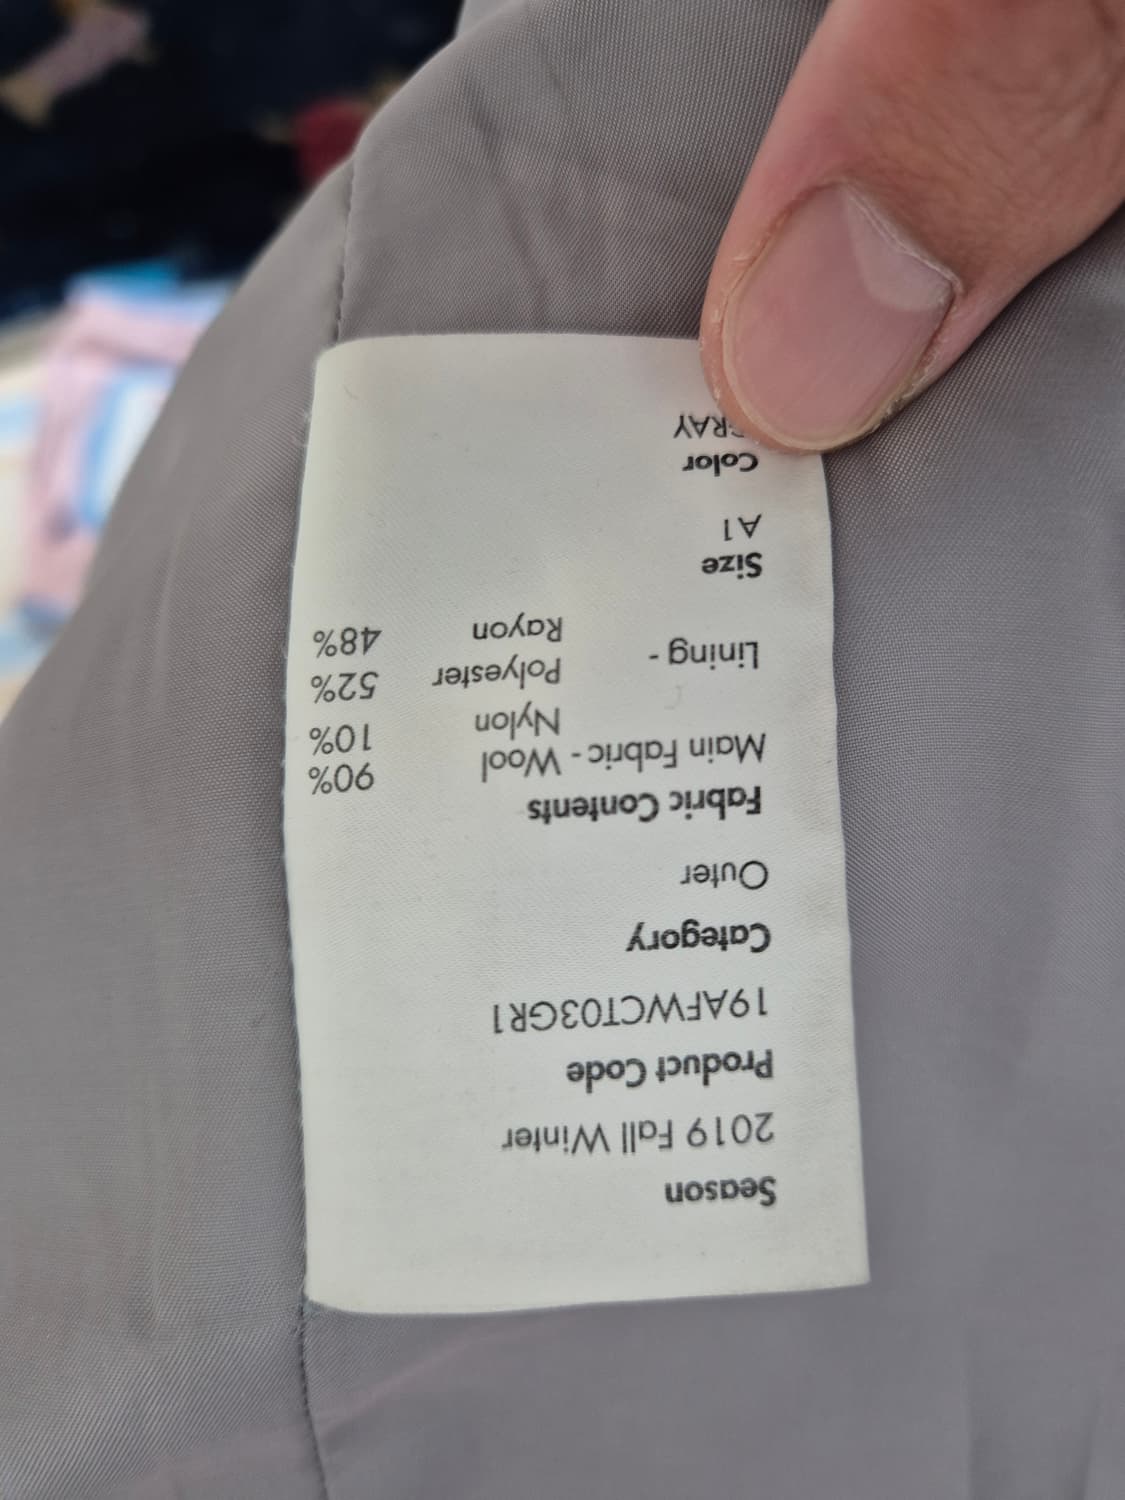 Season
2019 Fall Winter
Product Code
19AFWCT03GR1
Category
Outer
Fabric Contents
Main Fabric - Wool 90%
Nylon 10%
Lining - Polyester 52%
Rayon 48%
Size
A1
Color
GRAY